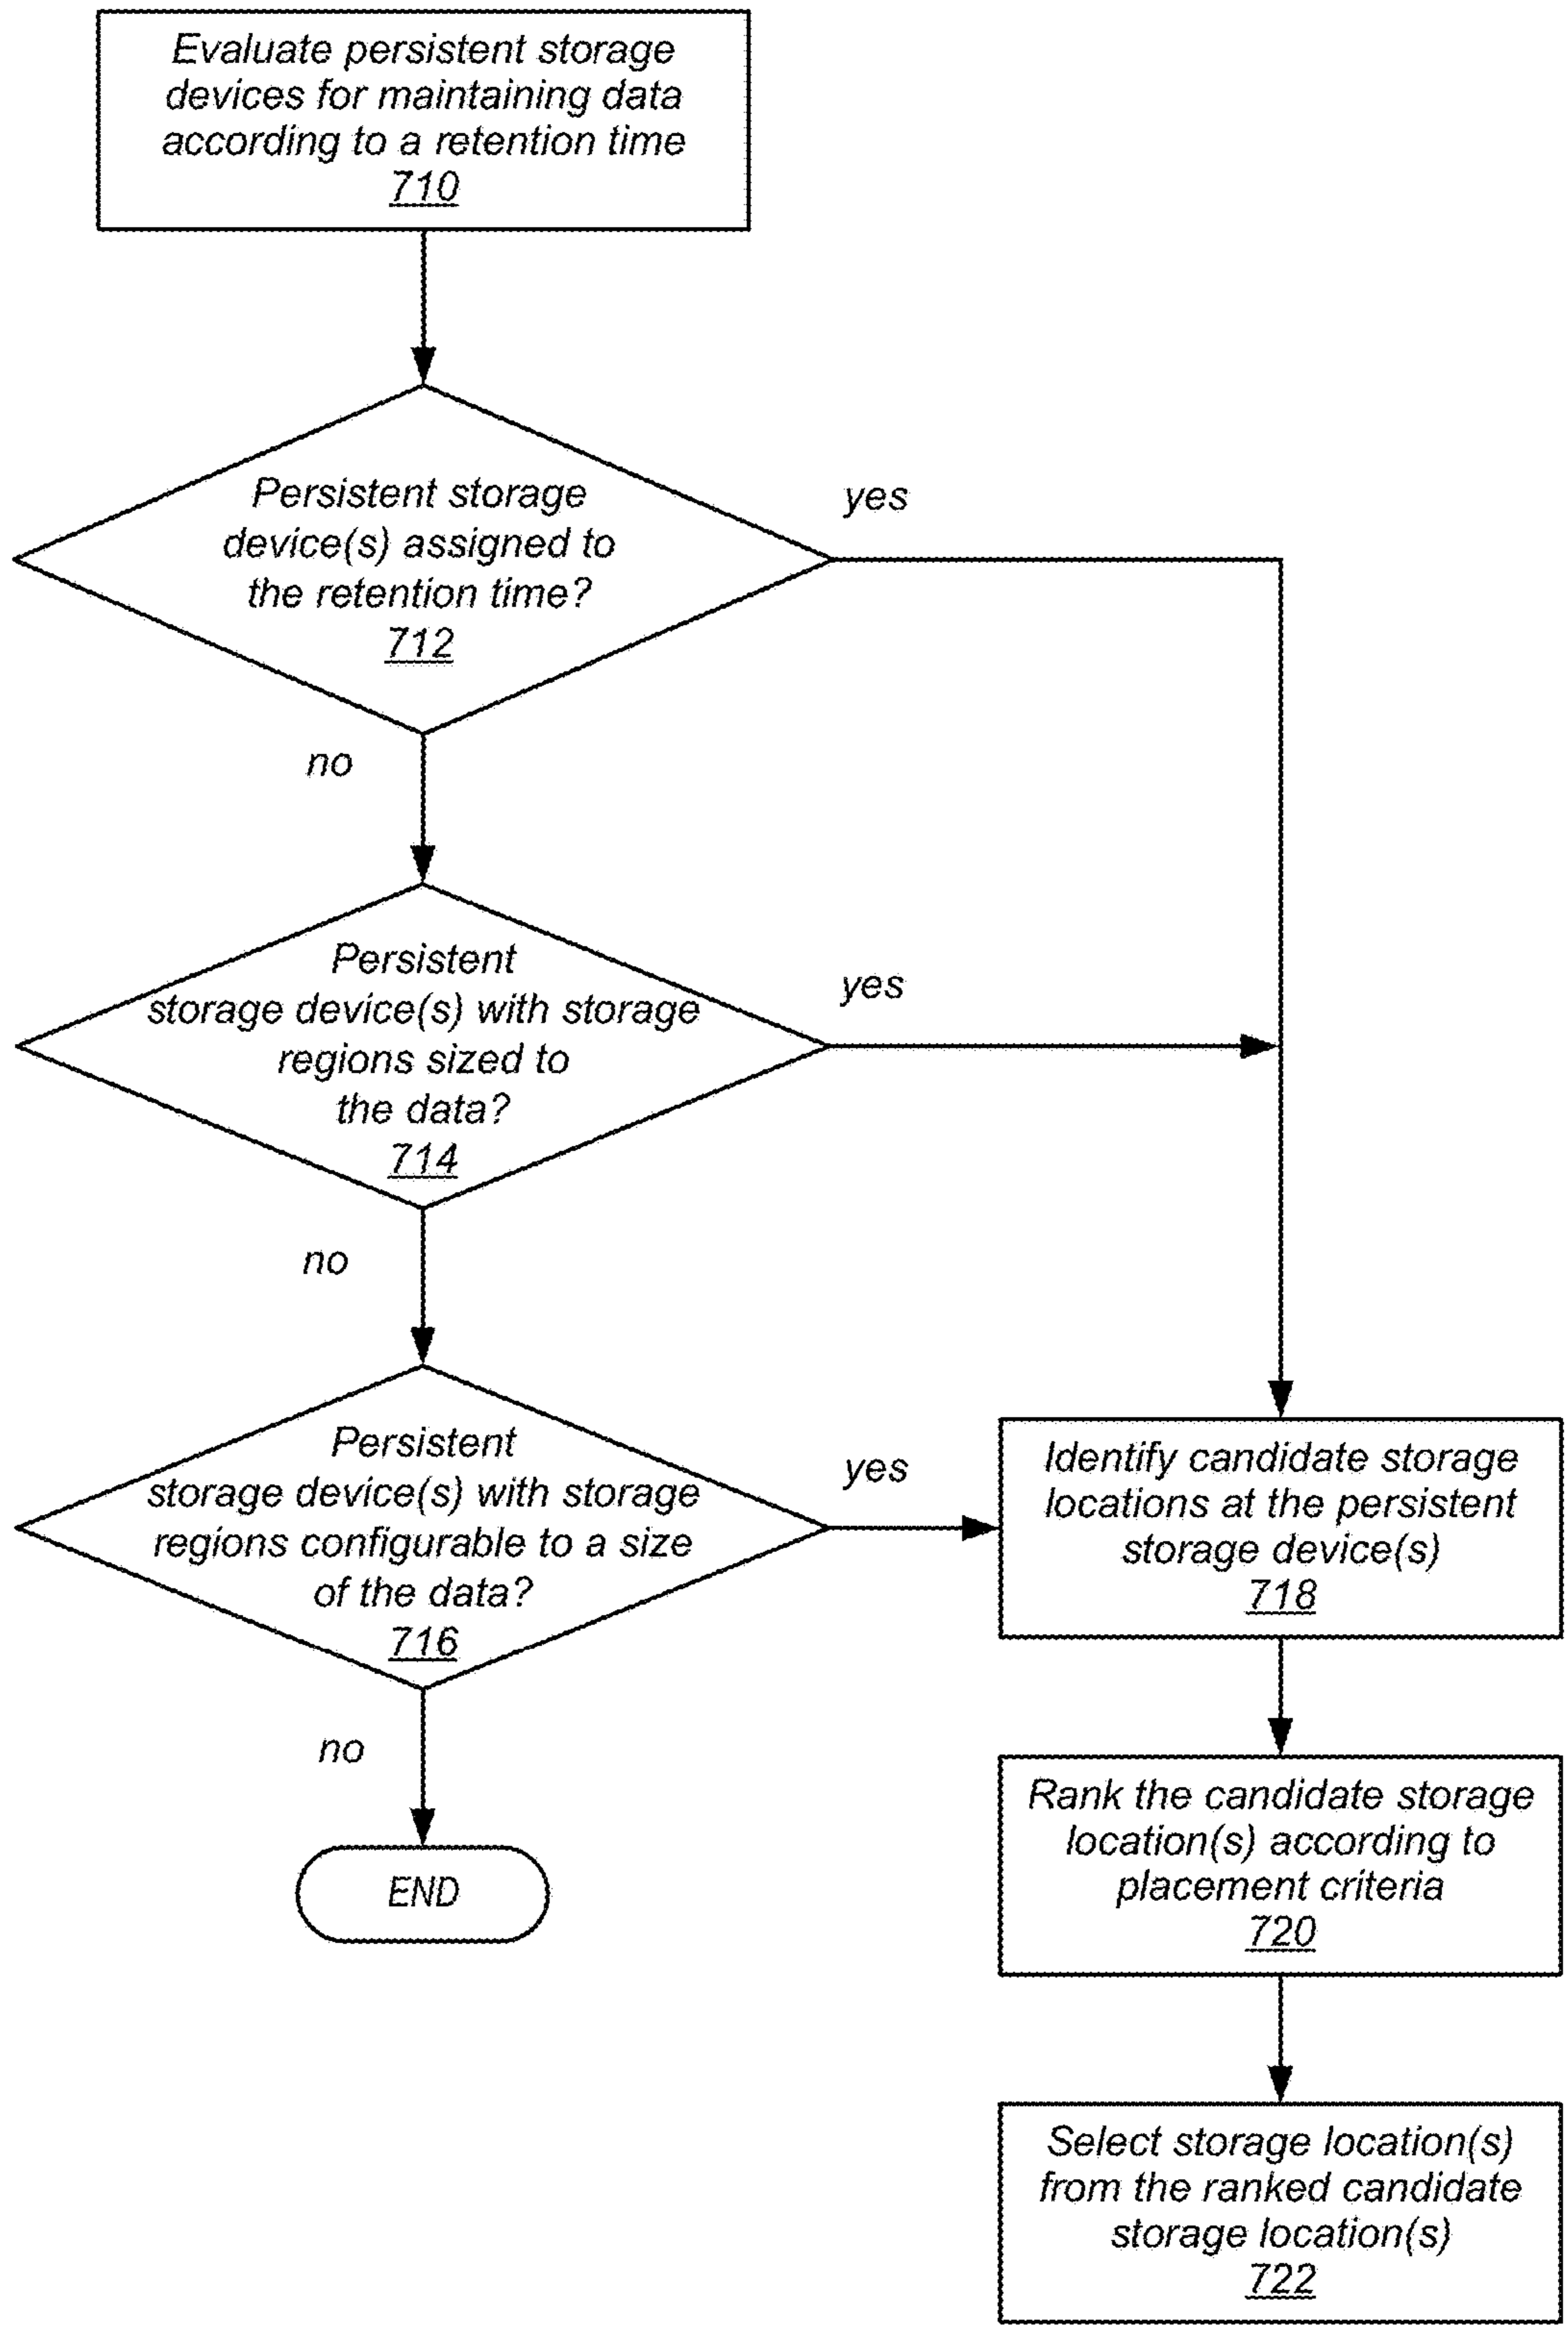 Evaluate persistent storage
devices for maintaining data
according to a retention time
710
Persistent storage
device(s) assigned to
the retention time?
712
yes
no
Persistent
storage device(s) with storage
regions sized to
the data?
714
yes
no
Persistent
storage device(s) with storage
regions configurable to a size
of the data?
716
yes
no
END
Identify candidate storage
locations at the persistent
storage device(s)
718
Rank the candidate storage
location(s) according to
placement criteria
720
Select storage location(s)
from the ranked candidate
storage location(s)
722